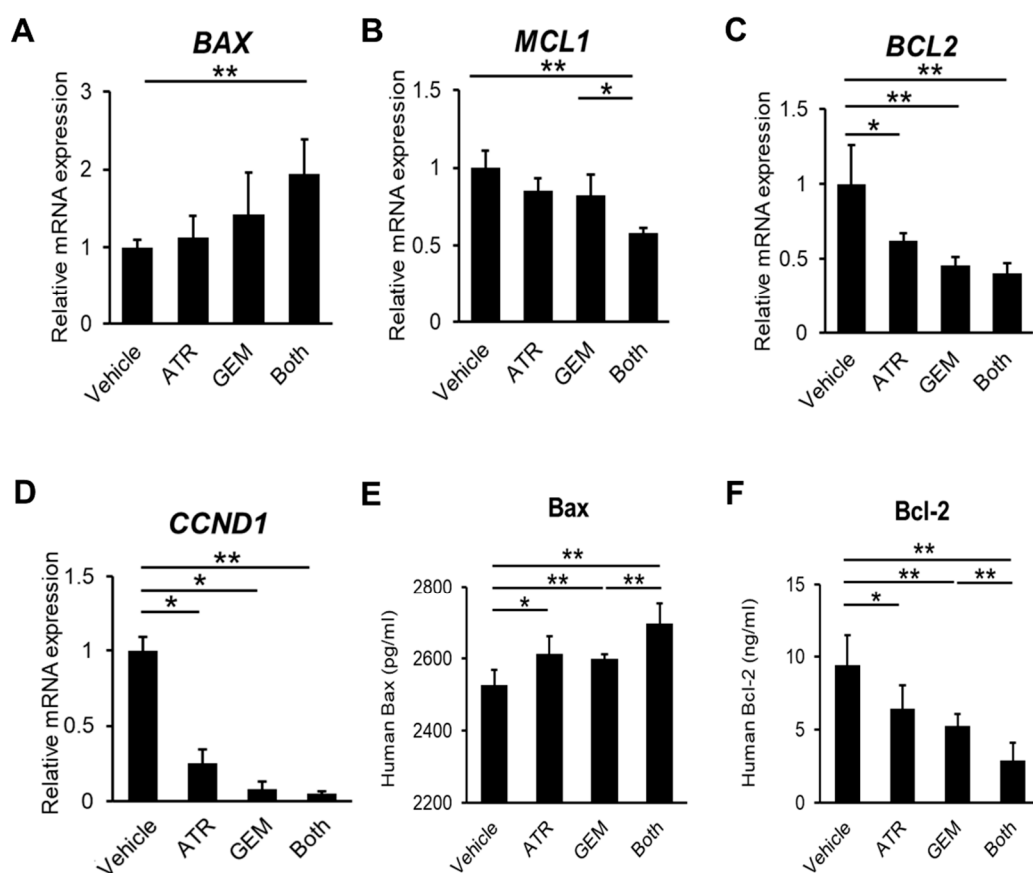 A
BAX
**
Relative mRNA expression
3
2
1
0
Vehicle
ATR
GEM
Both
B
MCL1
**
*
Relative mRNA expression
1.5
1
0.5
0
Vehicle
ATR
GEM
Both
C
BCL2
**
**
*
Relative mRNA expression
1.5
1
0.5
0
Vehicle
ATR
GEM
Both
D
CCND1
**
*
*
Relative mRNA expression
1.5
1
0.5
0
Vehicle
ATR
GEM
Both
E
Bax
**
** **
*
Human Bax (pg/ml)
2800
2600
2400
2200
Vehicle
ATR
GEM
Both
F
Bcl-2
**
** **
*
Human Bcl-2 (ng/ml)
15
10
5
0
Vehicle
ATR
GEM
Both